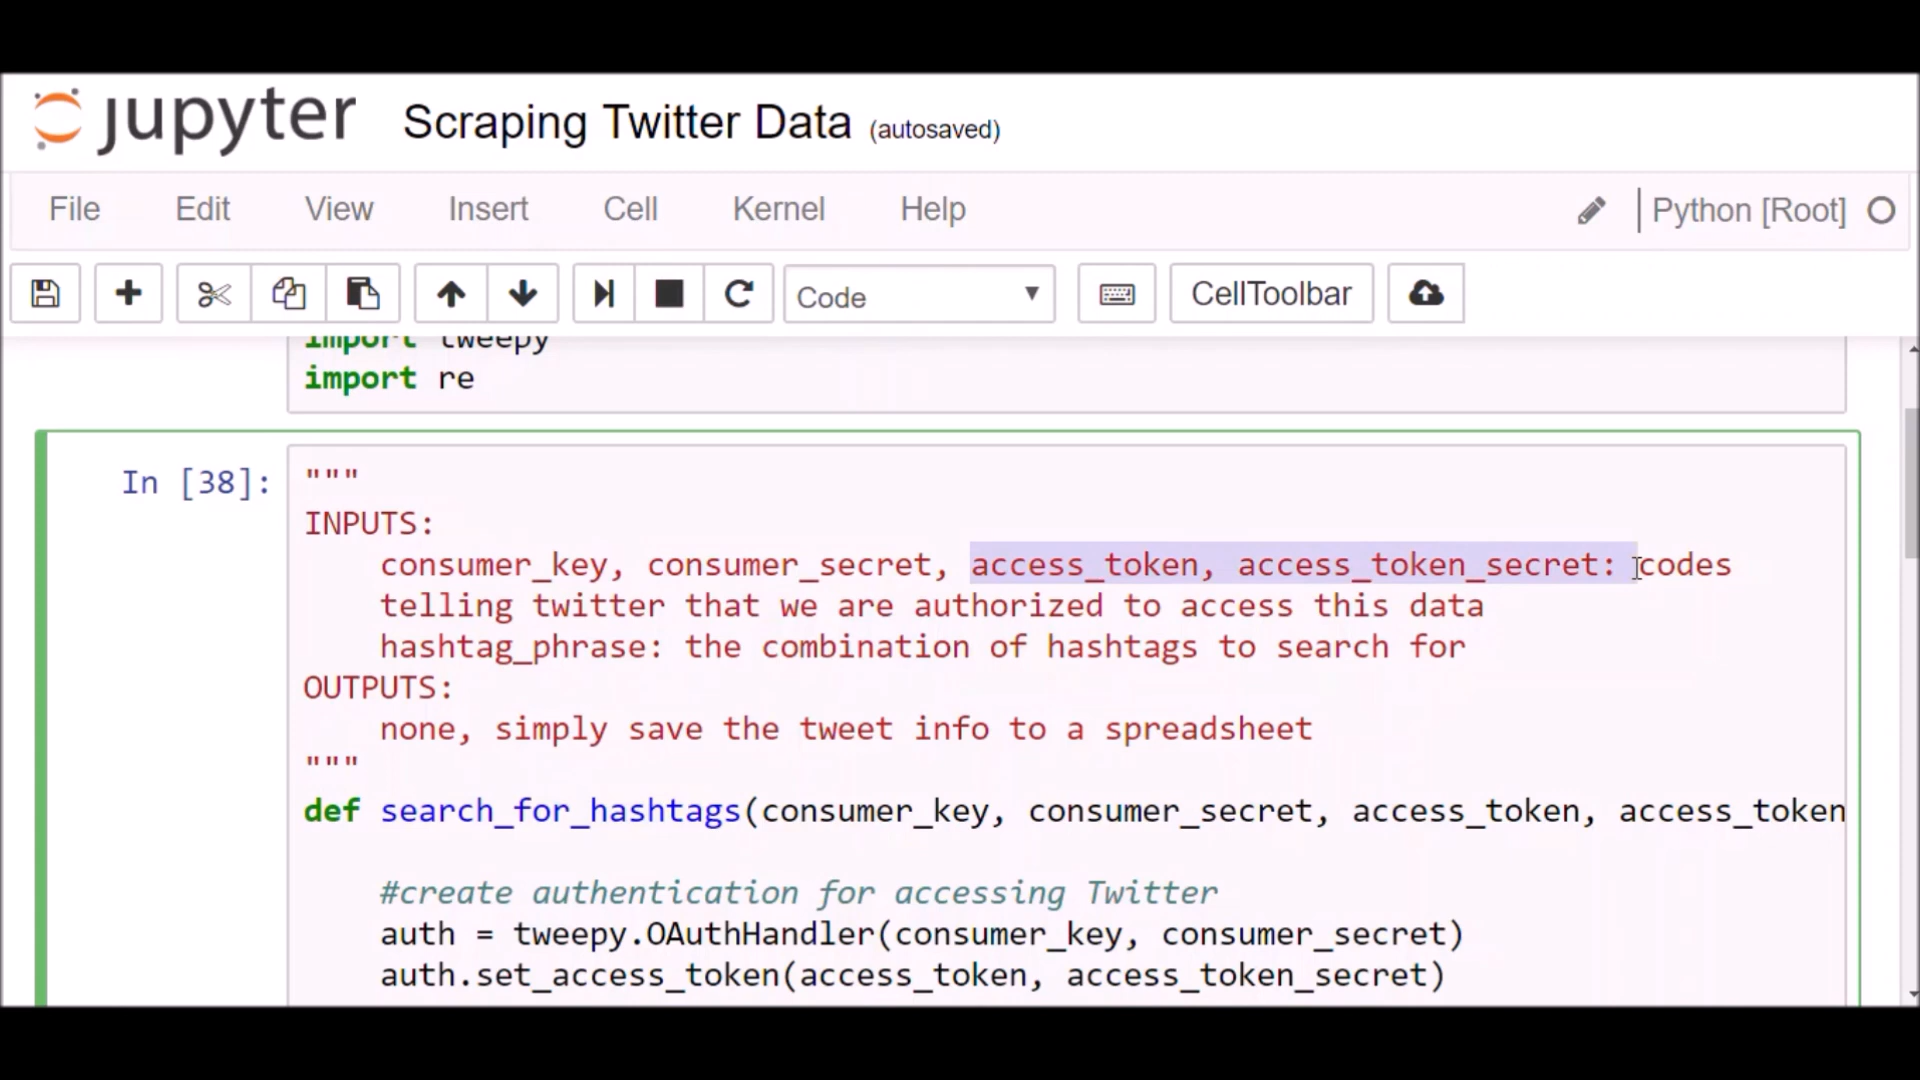 jupyter Scraping Twitter Data (autosaved)
File Edit View Insert Cell Kernel Help Python [Root]
Code CellToolbar
import tweepy
import re
In [38]: """
INPUTS:
consumer_key, consumer_secret, access_token, access_token_secret: codes
telling twitter that we are authorized to access this data
hashtag_phrase: the combination of hashtags to search for
OUTPUTS:
none, simply save the tweet info to a spreadsheet
"""
def search_for_hashtags(consumer_key, consumer_secret, access_token, access_token
#create authentication for accessing Twitter
auth = tweepy.OAuthHandler(consumer_key, consumer_secret)
auth.set_access_token(access_token, access_token_secret)